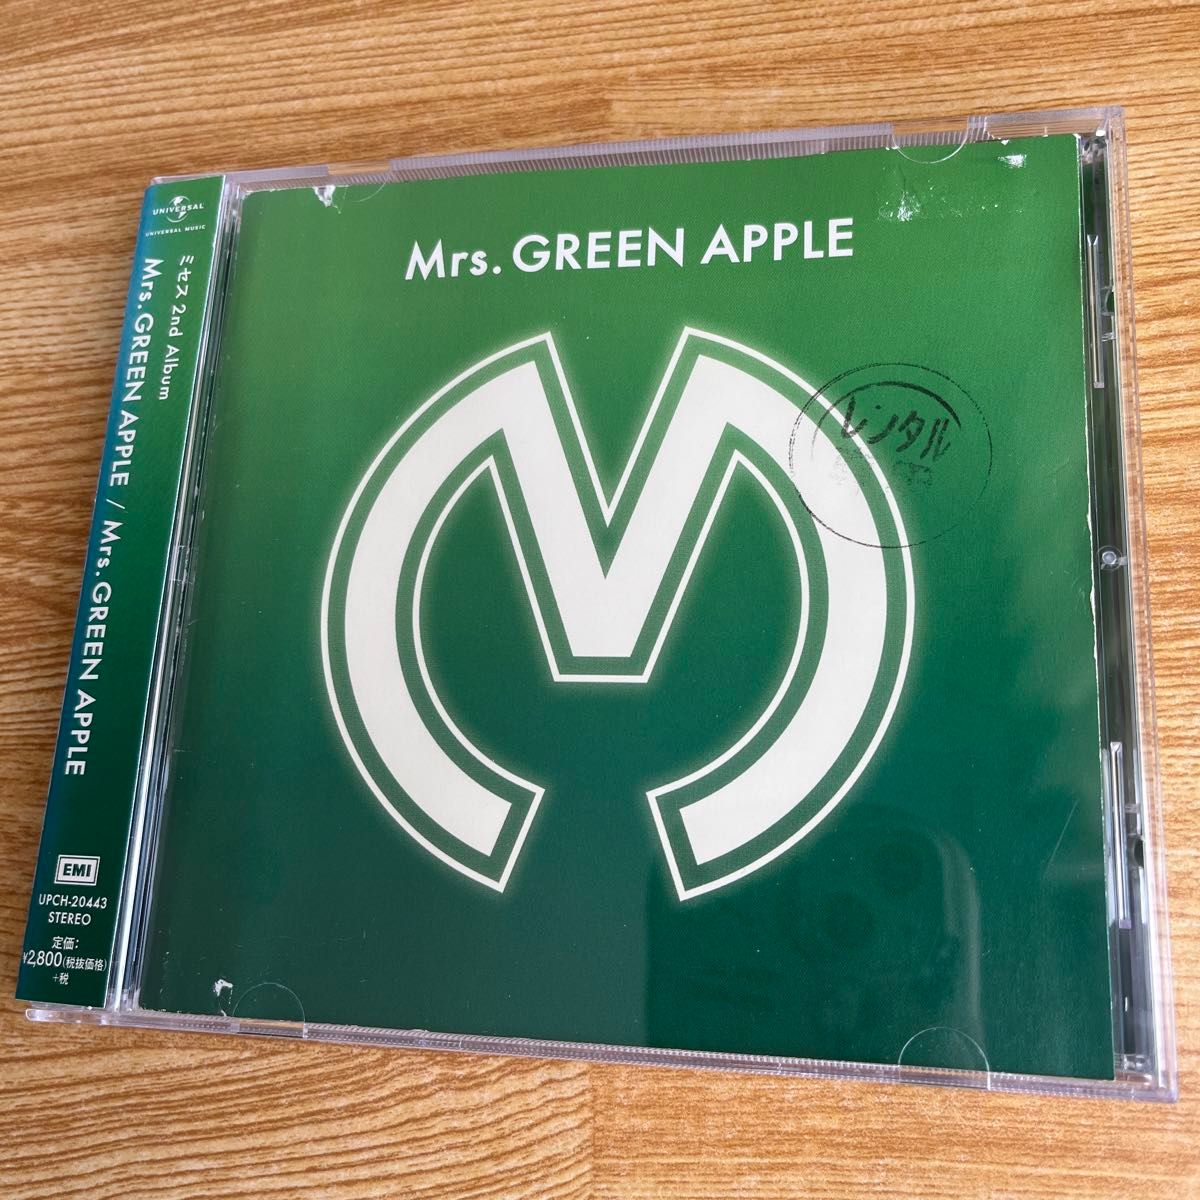 UNIVERSAL
UNIVERSAL MUSIC
ミセス 2nd Album
Mrs. GREEN APPLE / Mrs. GREEN APPLE
EMI
UPCH-20443
STEREO
定価:
¥2,800(税抜価格)
+税
Mrs. GREEN APPLE
レンタル